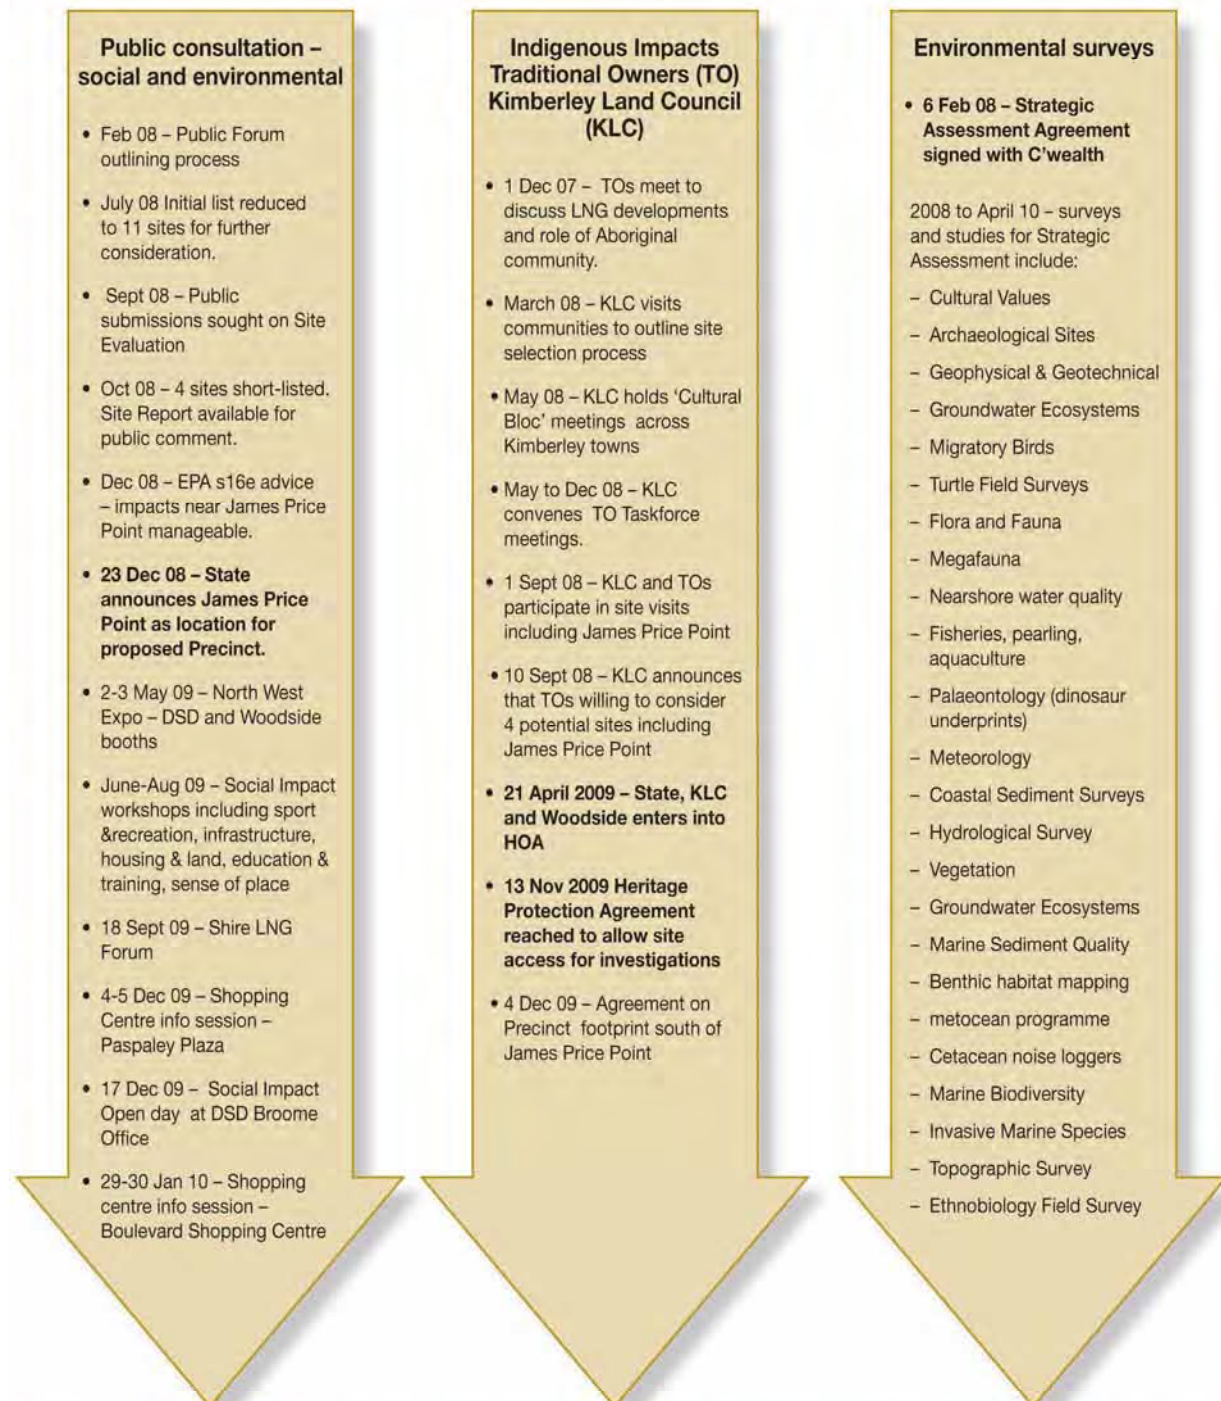 Public consultation –
social and environmental
• Feb 08 – Public Forum
outlining process
• July 08 Initial list reduced
to 11 sites for further
consideration.
• Sept 08 – Public
submissions sought on Site
Evaluation
• Oct 08 – 4 sites short-listed.
Site Report available for
public comment.
• Dec 08 – EPA s16e advice
– impacts near James Price
Point manageable.
• 23 Dec 08 – State
announces James Price
Point as location for
proposed Precinct.
• 2-3 May 09 – North West
Expo – DSD and Woodside
booths
• June-Aug 09 – Social Impact
workshops including sport
&recreation, infrastructure,
housing & land, education &
training, sense of place
• 18 Sept 09 – Shire LNG
Forum
• 4-5 Dec 09 – Shopping
Centre info session –
Paspaley Plaza
• 17 Dec 09 – Social Impact
Open day at DSD Broome
Office
• 29-30 Jan 10 – Shopping
centre info session –
Boulevard Shopping Centre
Indigenous Impacts
Traditional Owners (TO)
Kimberley Land Council
(KLC)
• 1 Dec 07 – TOs meet to
discuss LNG developments
and role of Aboriginal
community.
• March 08 – KLC visits
communities to outline site
selection process
• May 08 – KLC holds ‘Cultural
Bloc’ meetings across
Kimberley towns
• May to Dec 08 – KLC
convenes TO Taskforce
meetings.
• 1 Sept 08 – KLC and TOs
participate in site visits
including James Price Point
• 10 Sept 08 – KLC announces
that TOs willing to consider
4 potential sites including
James Price Point
• 21 April 2009 – State, KLC
and Woodside enters into
HOA
• 13 Nov 2009 Heritage
Protection Agreement
reached to allow site
access for investigations
• 4 Dec 09 – Agreement on
Precinct footprint south of
James Price Point
Environmental surveys
• 6 Feb 08 – Strategic
Assessment Agreement
signed with C’wealth
2008 to April 10 – surveys
and studies for Strategic
Assessment include:
– Cultural Values
– Archaeological Sites
– Geophysical & Geotechnical
– Groundwater Ecosystems
– Migratory Birds
– Turtle Field Surveys
– Flora and Fauna
– Megafauna
– Nearshore water quality
– Fisheries, pearling,
aquaculture
– Palaeontology (dinosaur
underprints)
– Meteorology
– Coastal Sediment Surveys
– Hydrological Survey
– Vegetation
– Groundwater Ecosystems
– Marine Sediment Quality
– Benthic habitat mapping
– metocean programme
– Cetacean noise loggers
– Marine Biodiversity
– Invasive Marine Species
– Topographic Survey
– Ethnobiology Field Survey